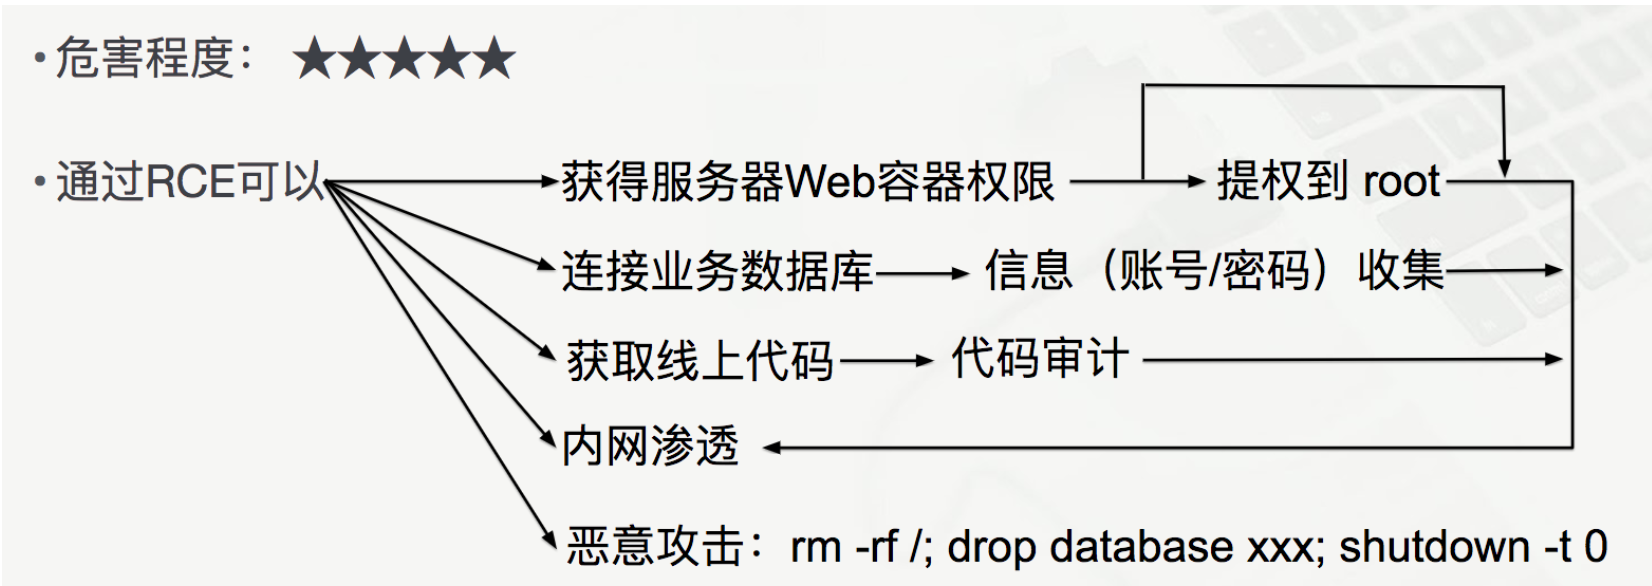 • 危害程度： ★★★★★
• 通过RCE可以 获得服务器Web容器权限 提权到 root
连接业务数据库 信息（账号/密码）收集
获取线上代码 代码审计
内网渗透
恶意攻击：rm -rf /; drop database xxx; shutdown -t 0